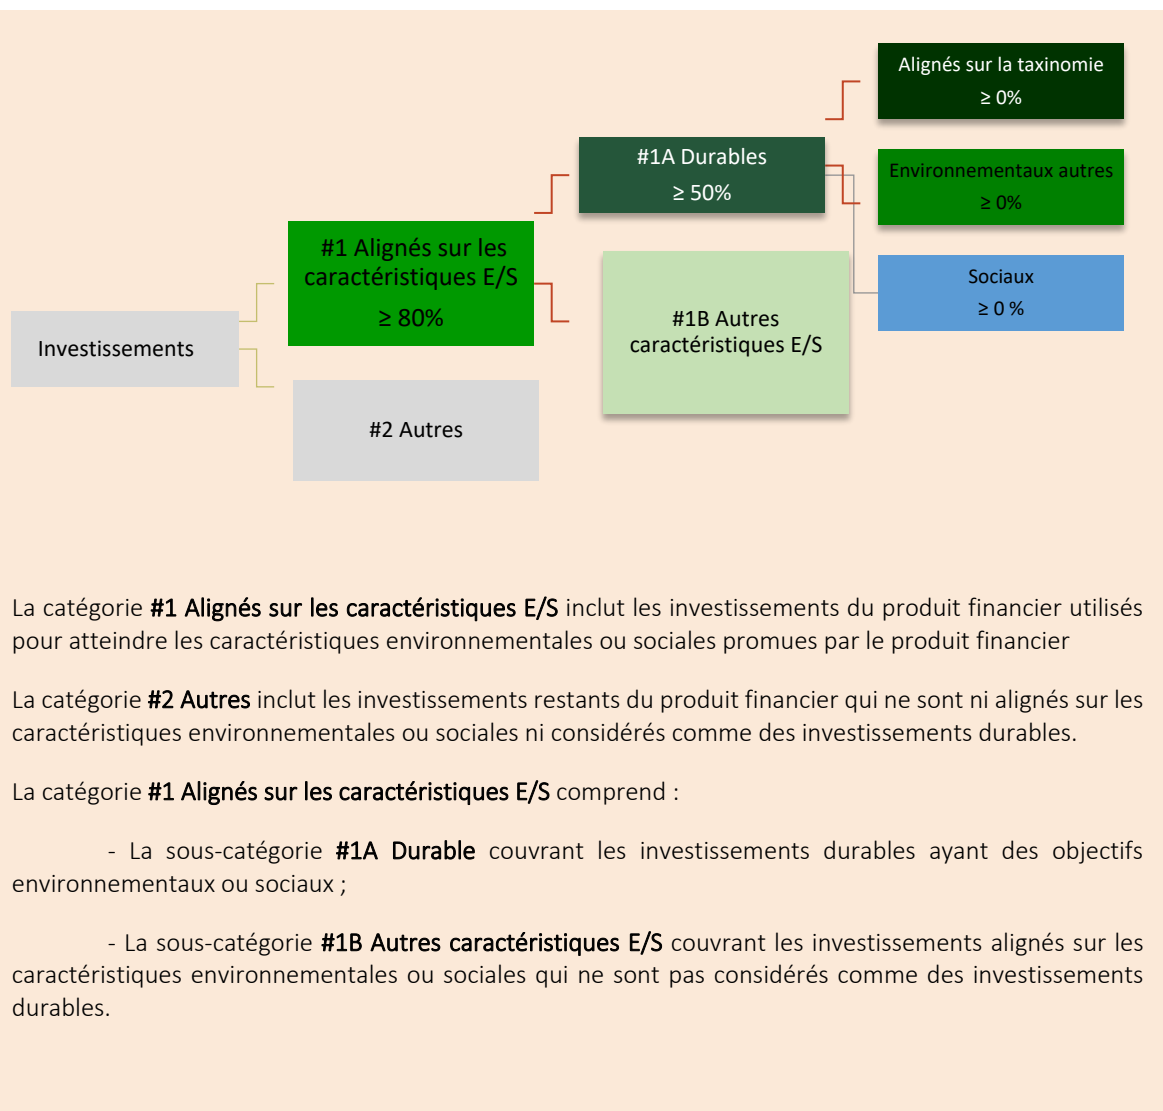 Alignés sur la taxinomie
≥ 0%
#1A Durables
≥ 50%
Environnementaux autres
≥ 0%
#1 Alignés sur les
caractéristiques E/S
≥ 80%
Sociaux
≥ 0 %
#1B Autres
caractéristiques E/S
Investissements
#2 Autres
La catégorie #1 Alignés sur les caractéristiques E/S inclut les investissements du produit financier utilisés
pour atteindre les caractéristiques environnementales ou sociales promues par le produit financier
La catégorie #2 Autres inclut les investissements restants du produit financier qui ne sont ni alignés sur les
caractéristiques environnementales ou sociales ni considérés comme des investissements durables.
La catégorie #1 Alignés sur les caractéristiques E/S comprend :
- La sous-catégorie #1A Durable couvrant les investissements durables ayant des objectifs
environnementaux ou sociaux ;
- La sous-catégorie #1B Autres caractéristiques E/S couvrant les investissements alignés sur les
caractéristiques environnementales ou sociales qui ne sont pas considérés comme des investissements
durables.